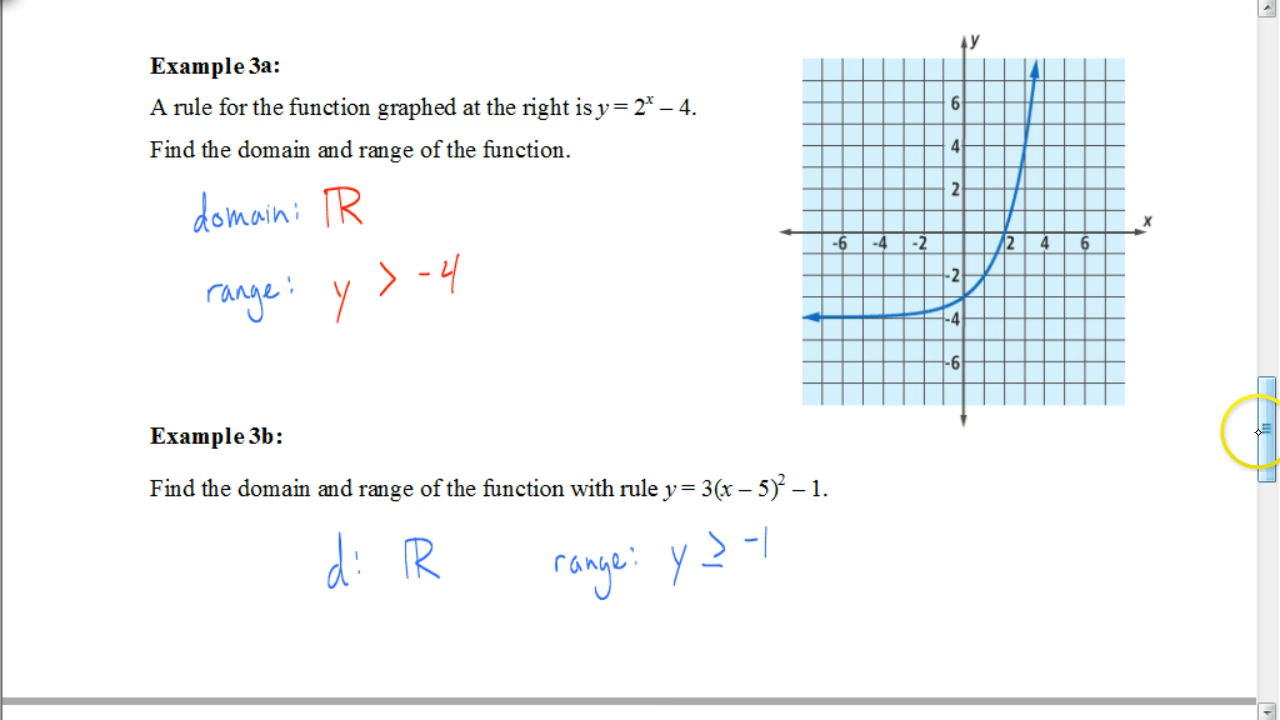 Example 3a:
A rule for the function graphed at the right is y = 2ˣ – 4.
Find the domain and range of the function.
domain: ℝ
range: y > -4
y
6
4
2
x
-6 -4 -2 2 4 6
-2
-4
-6
Example 3b:
Find the domain and range of the function with rule y = 3(x – 5)² – 1.
d: ℝ range: y ≥ -1